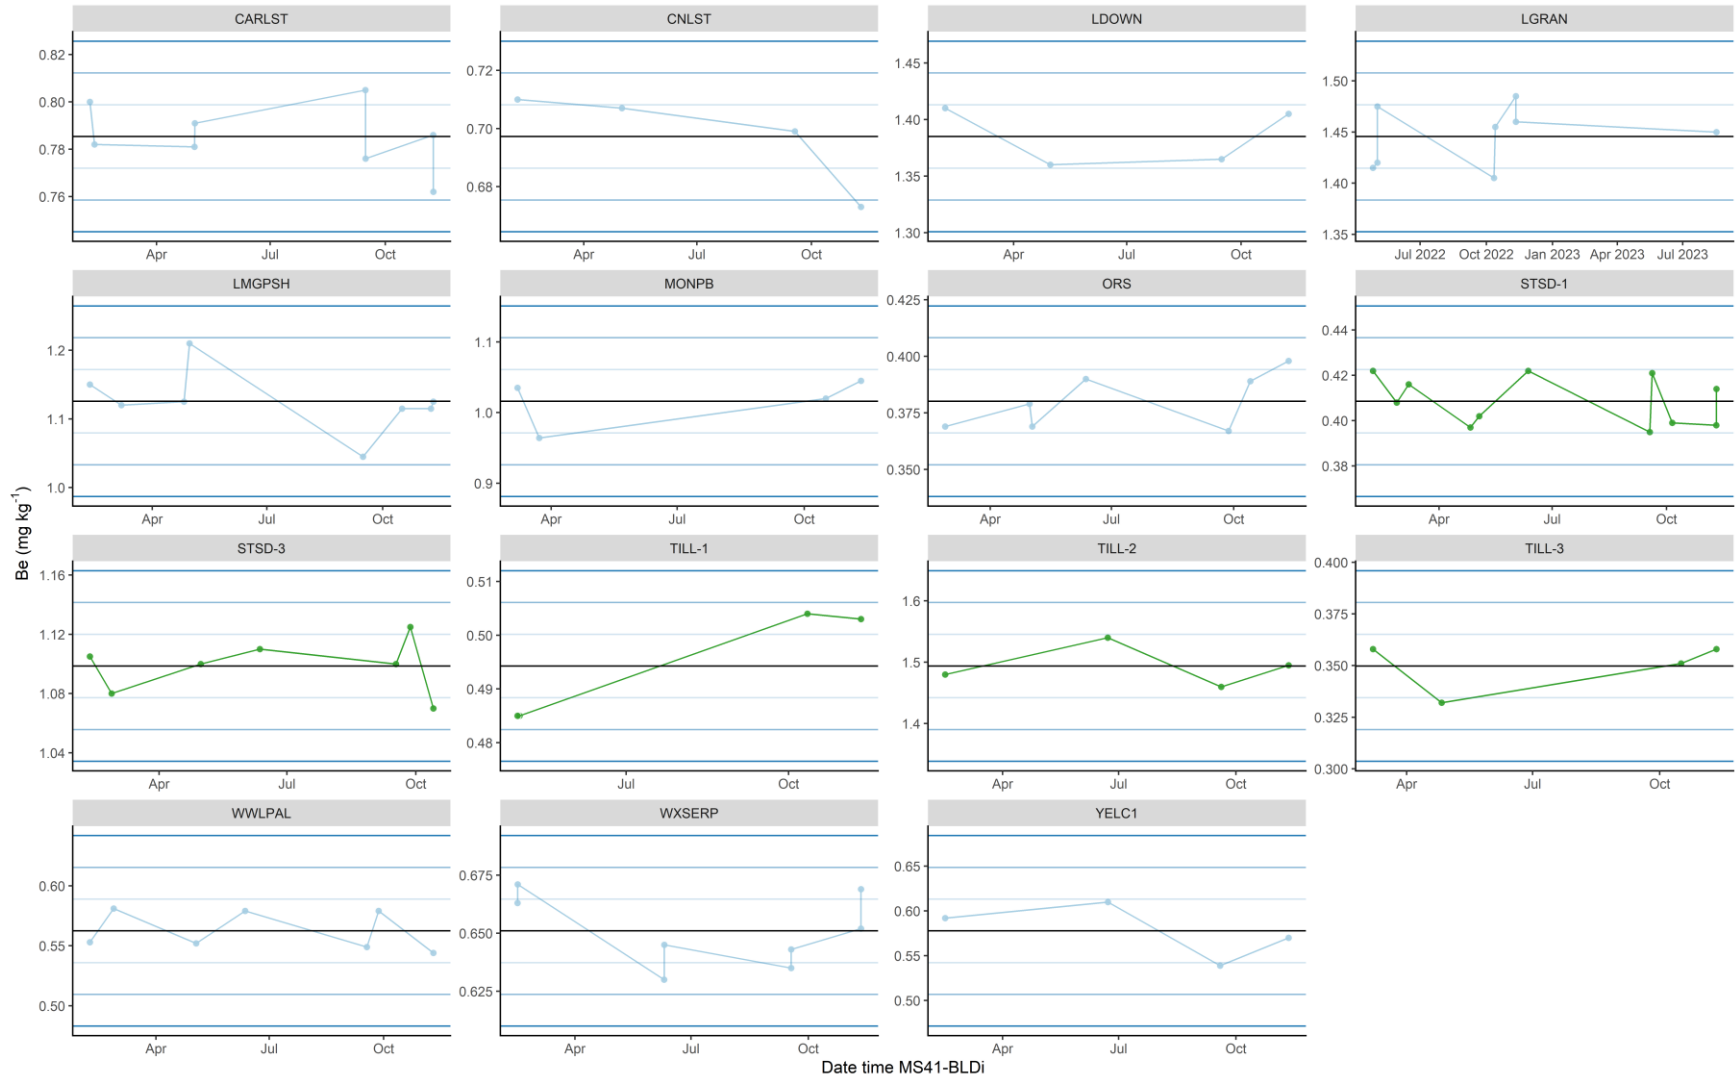 CARLST CNLST LDOWN LGRAN
0.82
0.80
0.78
0.76
Apr Jul Oct
0.72
0.70
0.68
Apr Jul Oct
1.45
1.40
1.35
1.30
Apr Jul Oct
1.50
1.45
1.40
1.35
Jul 2022 Oct 2022 Jan 2023 Apr 2023 Jul 2023
LMGPSH MONPB ORS STSD-1
1.2
1.1
1.0
Apr Jul Oct
1.1
1.0
0.9
Apr Jul Oct
0.425
0.400
0.375
0.350
Apr Jul Oct
0.44
0.42
0.40
0.38
Apr Jul Oct
Be (mg kg-1)
STSD-3 TILL-1 TILL-2 TILL-3
1.16
1.12
1.08
1.04
Apr Jul Oct
0.51
0.50
0.49
0.48
Jul Oct
1.6
1.5
1.4
Apr Jul Oct
0.400
0.375
0.350
0.325
0.300
Apr Jul Oct
WWLPAL WXSERP YELC1
0.60
0.55
0.50
Apr Jul Oct
0.675
0.650
0.625
Apr Jul Oct
0.65
0.60
0.55
0.50
Apr Jul Oct
Date time MS41-BLDi